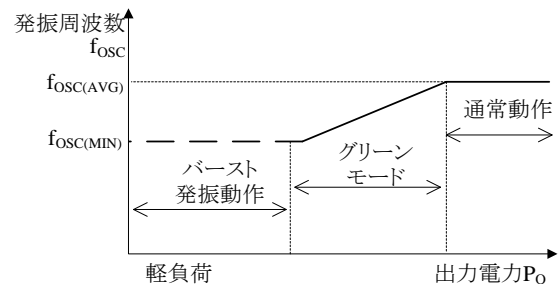 発振周波数
fOSC
fOSC(AVG)
fOSC(MIN)
通常動作
グリーン
モード
バースト
発振動作
軽負荷
出力電力PO